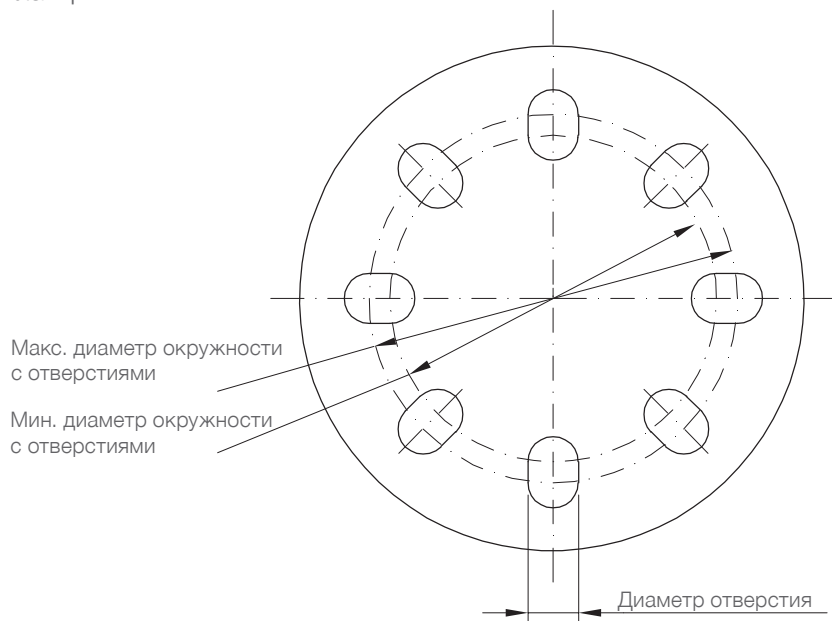 Макс. диаметр окружности
с отверстиями
Мин. диаметр окружности
с отверстиями
Диаметр отверстия